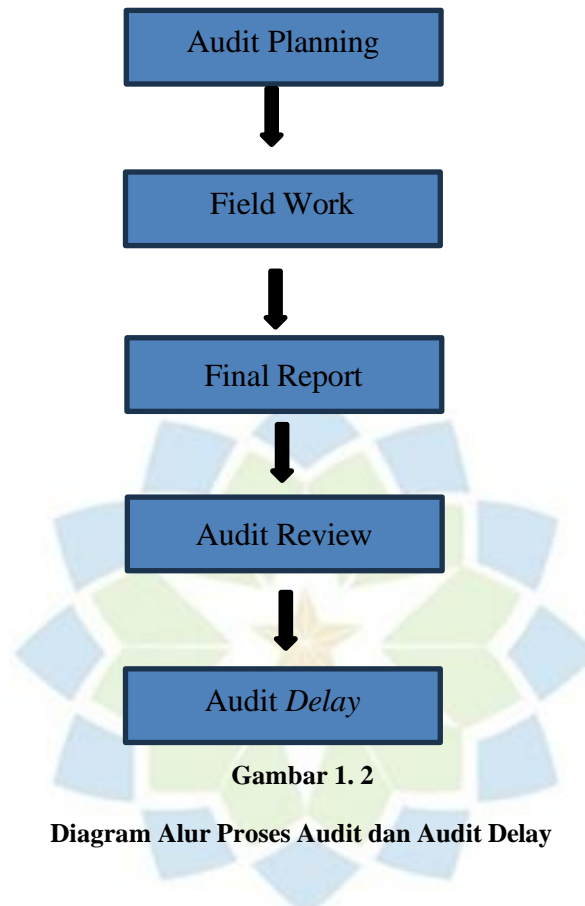 Audit Planning
Field Work
Final Report
Audit Review
Audit Delay
Gambar 1. 2
Diagram Alur Proses Audit dan Audit Delay